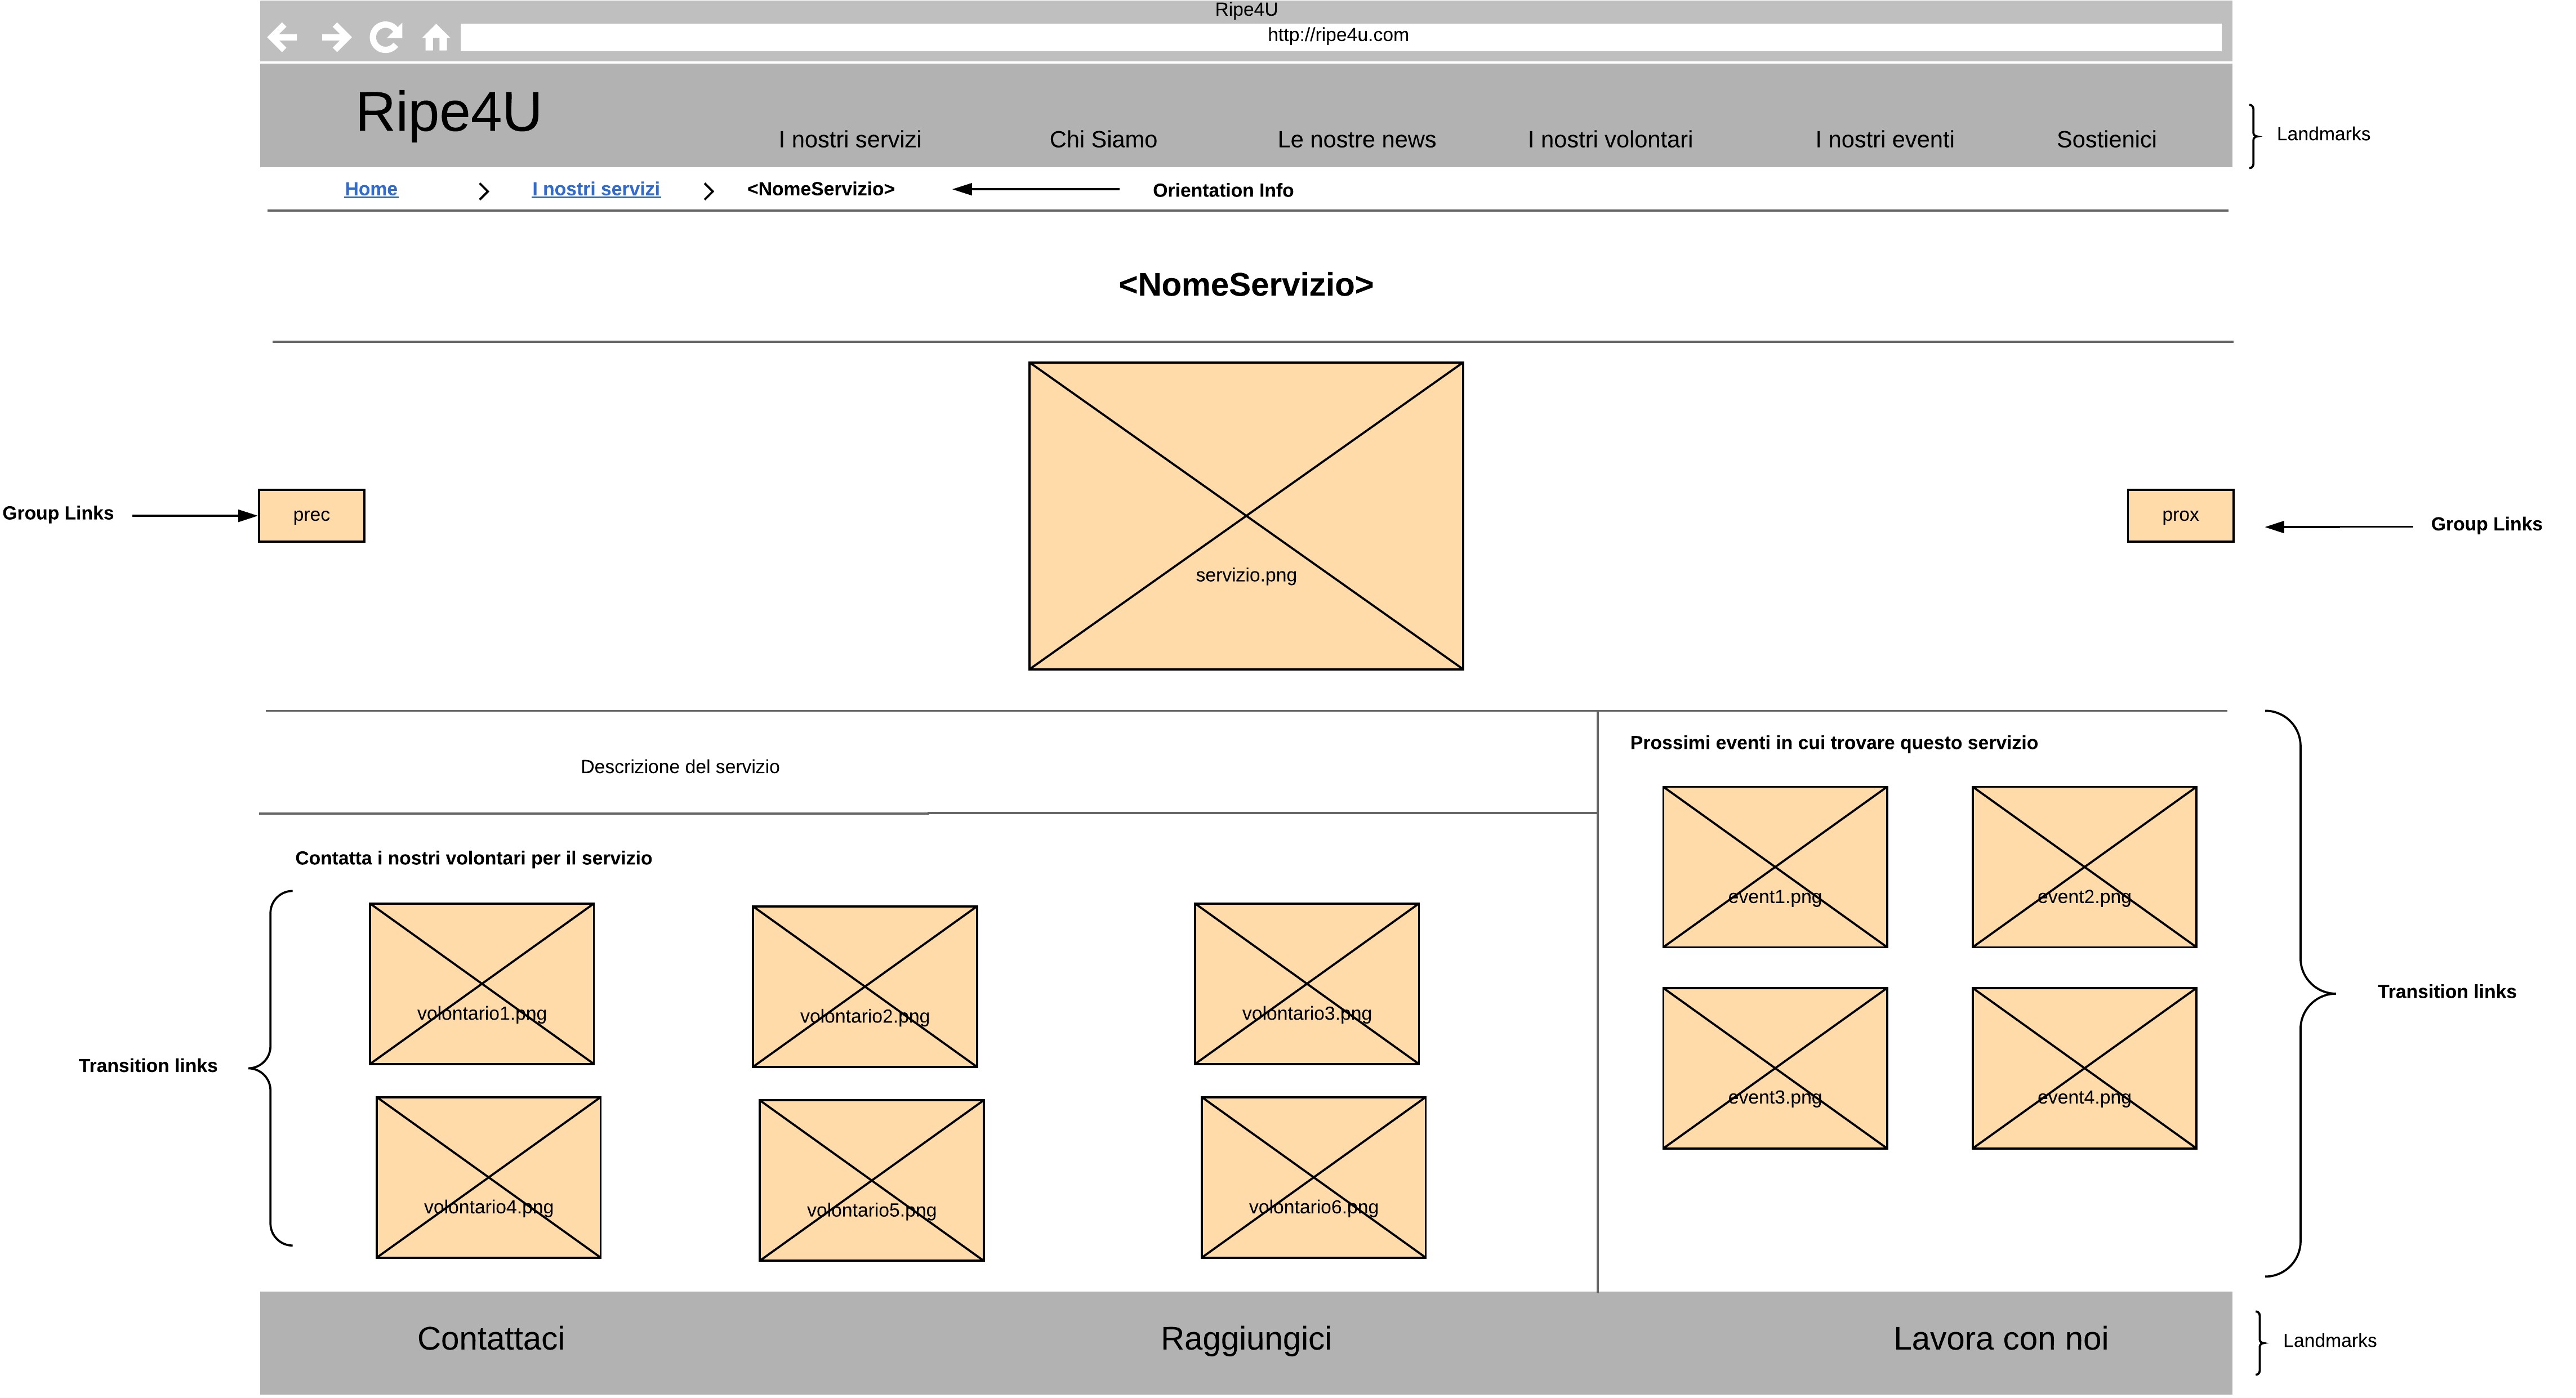 Ripe4U
http://ripe4u.com
Ripe4U
I nostri servizi
Chi Siamo
Le nostre news
I nostri volontari
I nostri eventi
Sostienici
Landmarks
Home
I nostri servizi
<NomeServizio>
Orientation Info
<NomeServizio>
Group Links
prec
servizio.png
prox
Group Links
Descrizione del servizio
Contatta i nostri volontari per il servizio
Transition links
volontario1.png
volontario2.png
volontario3.png
volontario4.png
volontario5.png
volontario6.png
Prossimi eventi in cui trovare questo servizio
event1.png
event2.png
event3.png
event4.png
Transition links
Contattaci
Raggiungici
Lavora con noi
Landmarks